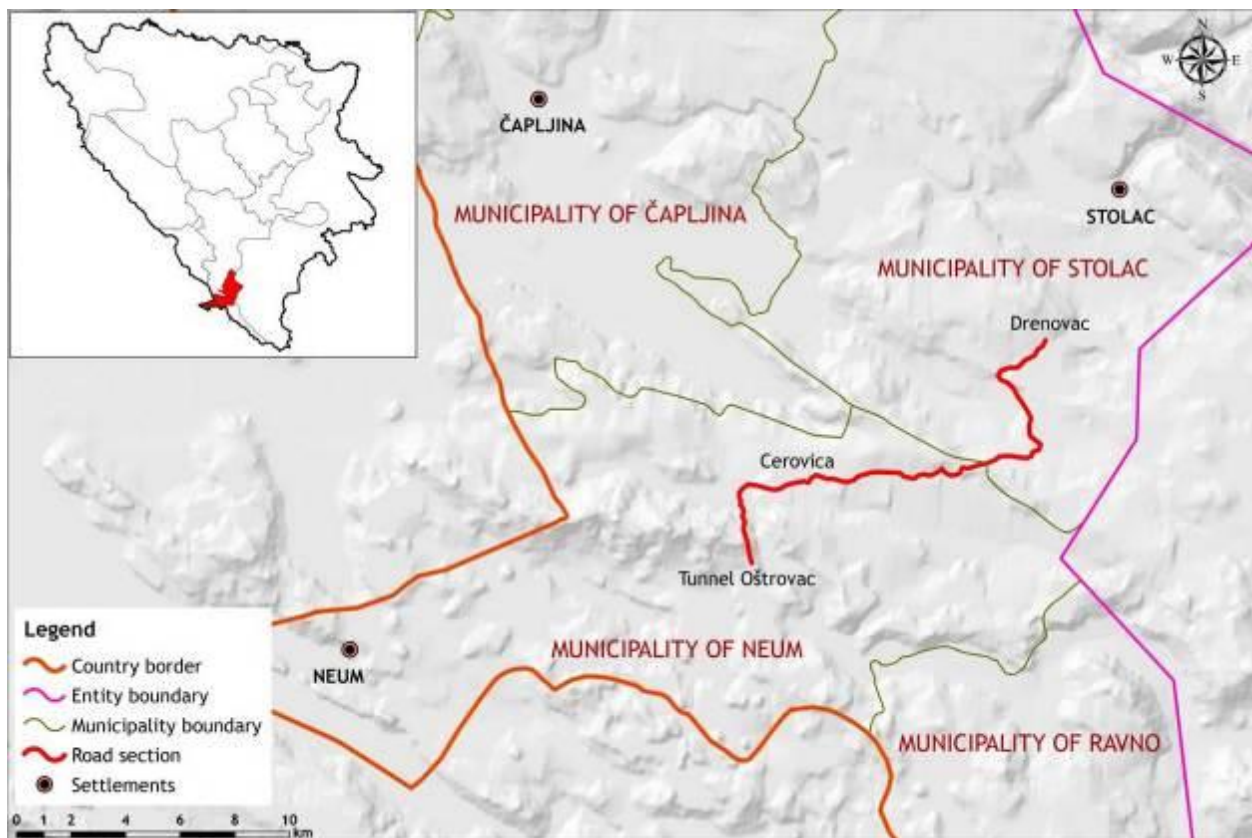 N
W
E
S
ČAPLJINA
MUNICIPALITY OF ČAPLJINA
STOLAC
MUNICIPALITY OF STOLAC
Drenovac
Cerovica
Tunnel Oštrovac
MUNICIPALITY OF NEUM
NEUM
MUNICIPALITY OF RAVNO
Legend
Country border
Entity boundary
Municipality boundary
Road section
Settlements
0 1 2 4 6 8 10
km